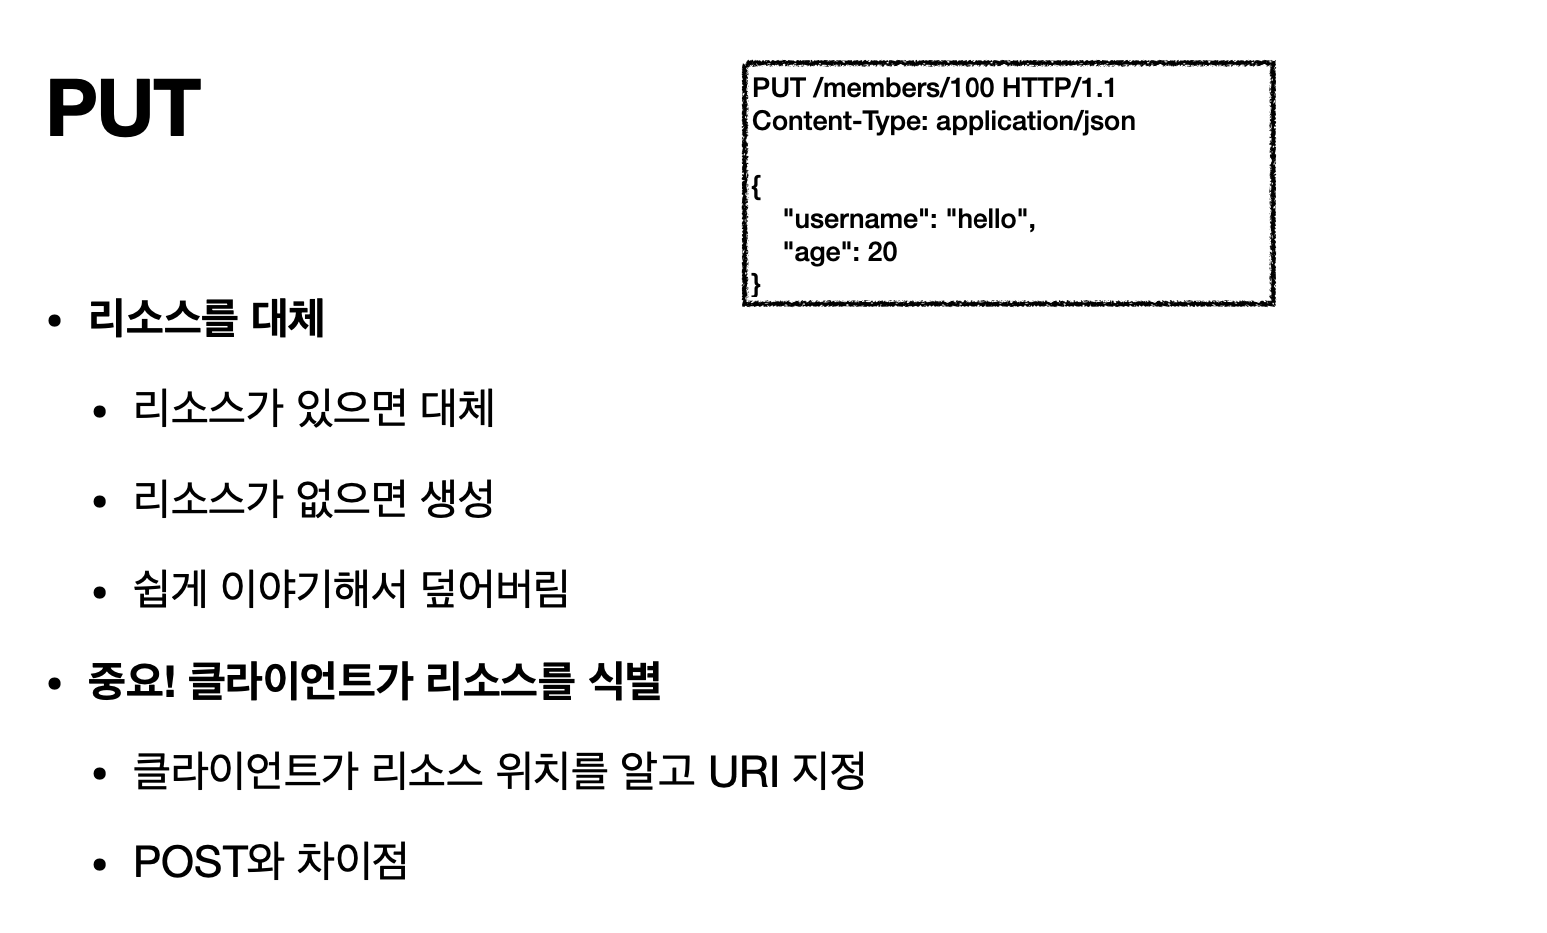 PUT
PUT /members/100 HTTP/1.1
Content-Type: application/json
{
"username": "hello",
"age": 20
}
• 리소스를 대체
• 리소스가 있으면 대체
• 리소스가 없으면 생성
• 쉽게 이야기해서 덮어버림
• 중요! 클라이언트가 리소스를 식별
• 클라이언트가 리소스 위치를 알고 URI 지정
• POST와 차이점